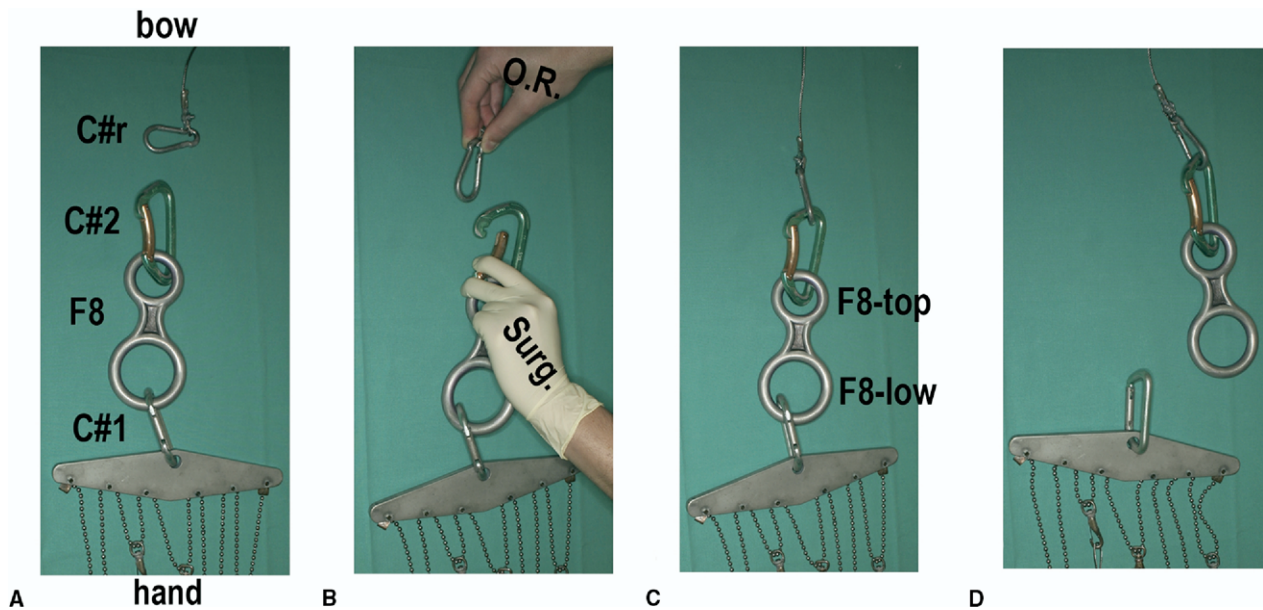 bow
C#r
C#2
F8
C#1
hand
A
O.R.
Surg.
B
F8-top
F8-low
C
D